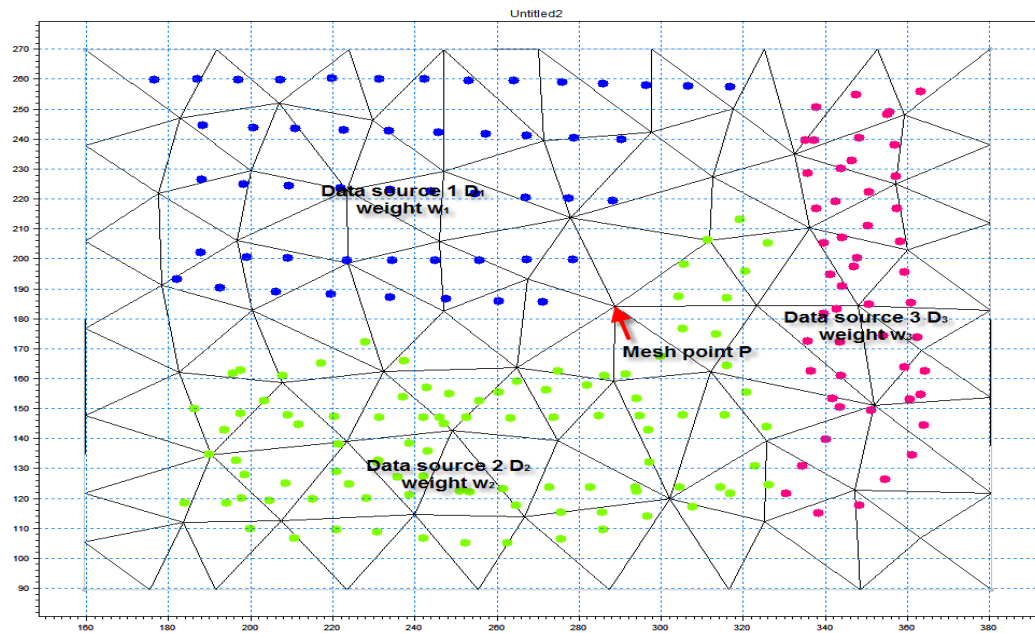 Untitled2
270
260
250
240
230
220
210
200
190
180
170
160
150
140
130
120
110
100
90
Data source 1 D₁
weight w₁
Data source 3 D₃
weight w₃
Mesh point P
Data source 2 D₂
weight w₂
160 180 200 220 240 260 280 300 320 340 360 380